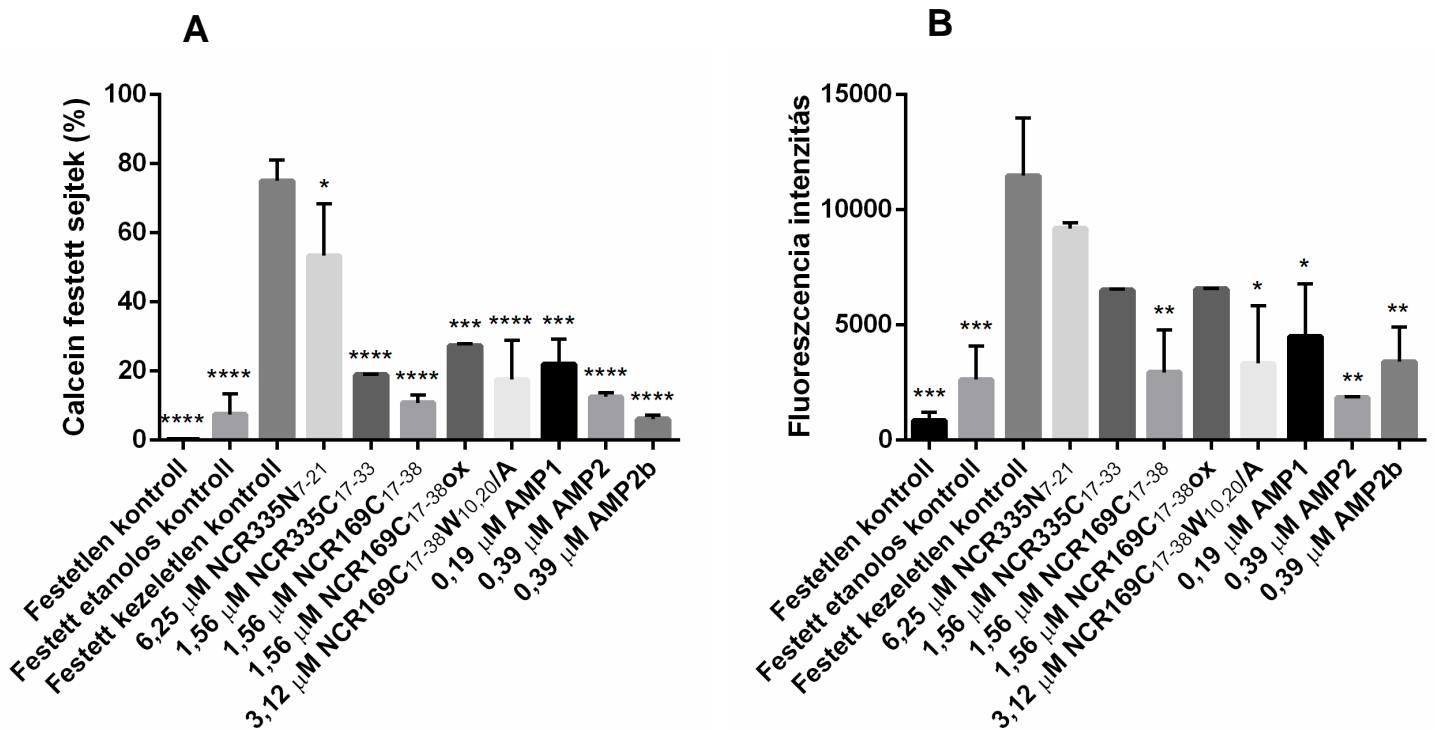 A
Calcein festett sejtek (%)
100
80
60
40
20
0
****
****
*
****
****
***
****
***
****
****
Festetlen kontroll
Festett etanolos kontroll
Festett kezeletlen kontroll
6,25 µM NCR335N7-21
1,56 µM NCR335C17-33
1,56 µM NCR169C17-38
1,56 µM NCR169C17-38ox
3,12 µM NCR169C17-38W10,20/A
0,19 µM AMP1
0,39 µM AMP2
0,39 µM AMP2b
B
Fluoreszcencia intenzitás
15000
10000
5000
0
***
***
**
*
*
**
**
Festetlen kontroll
Festett etanolos kontroll
Festett kezeletlen kontroll
6,25 µM NCR335N7-21
1,56 µM NCR335C17-33
1,56 µM NCR169C17-38
1,56 µM NCR169C17-38ox
3,12 µM NCR169C17-38W10,20/A
0,19 µM AMP1
0,39 µM AMP2
0,39 µM AMP2b